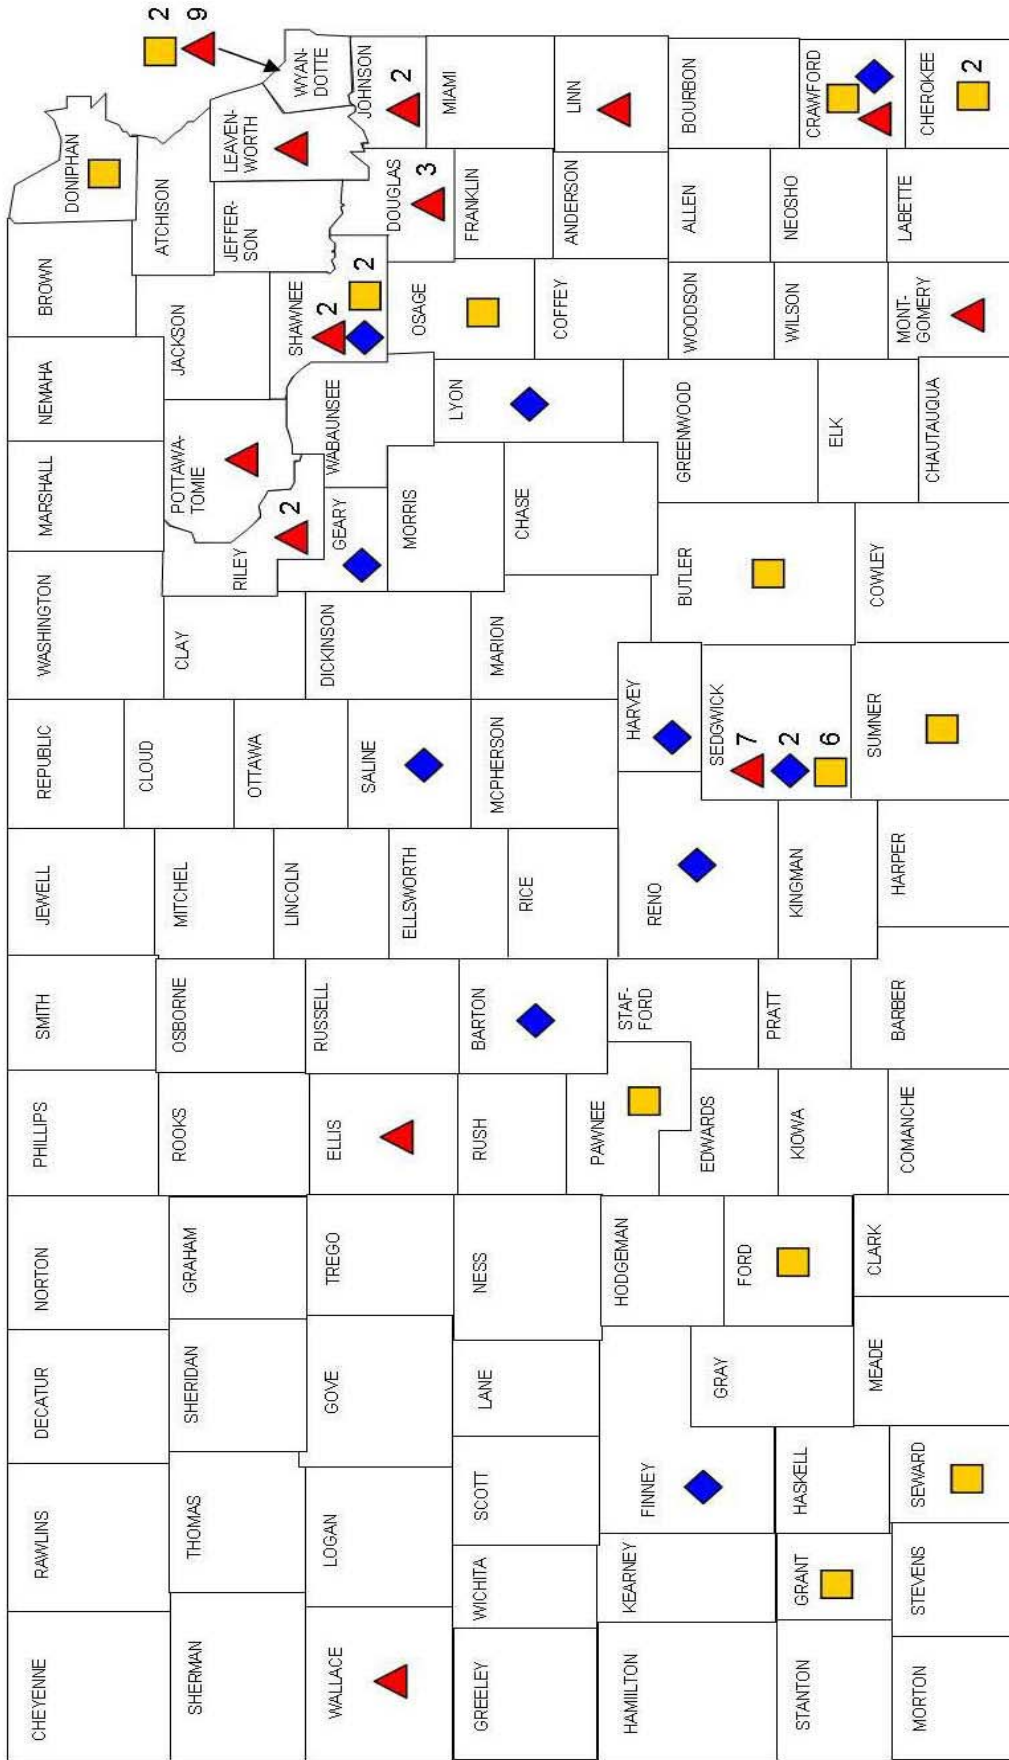 CHEYENNE
RAWLINS
DECATUR
NORTON
PHILLIPS
SMITH
JEWELL
REPUBLIC
WASHINGTON
MARSHALL
NEMAHA
BROWN
DONIPHAN
2
9
SHERMAN
THOMAS
SHERIDAN
GRAHAM
ROOKS
OSBORNE
MITCHEL
CLOUD
CLAY
RILEY
2
POTTAWA-
TOMIE
JACKSON
ATCHISON
JEFFER-
SON
LEAVEN-
WORTH
WYAN-
DOTTE
WALLACE
LOGAN
GOVE
TREGO
ELLIS
RUSSELL
LINCOLN
OTTAWA
SALINE
DICKINSON
GEARY
WABAUNSEE
SHAWNEE
2
2
DOUGLAS
3
JOHNSON
2
GREELEY
WICHITA
SCOTT
LANE
NESS
RUSH
BARTON
ELLSWORTH
RICE
MCPHERSON
MARION
MORRIS
CHASE
LYON
OSAGE
COFFEY
FRANKLIN
ANDERSON
MIAMI
LINN
HAMIILTON
KEARNEY
FINNEY
GRAY
HODGEMAN
FORD
PAWNEE
EDWARDS
STAF-
FORD
PRATT
RENO
KINGMAN
HARVEY
SEDGWICK
7
2
6
BUTLER
GREENWOOD
ELK
WOODSON
WILSON
ALLEN
NEOSHO
BOURBON
CRAWFORD
STANTON
GRANT
HASKELL
KIOWA
MORTON
STEVENS
SEWARD
MEADE
CLARK
COMANCHE
BARBER
HARPER
SUMNER
COWLEY
CHAUTAUQUA
MONT-
GOMERY
LABETTE
CHEROKEE
2